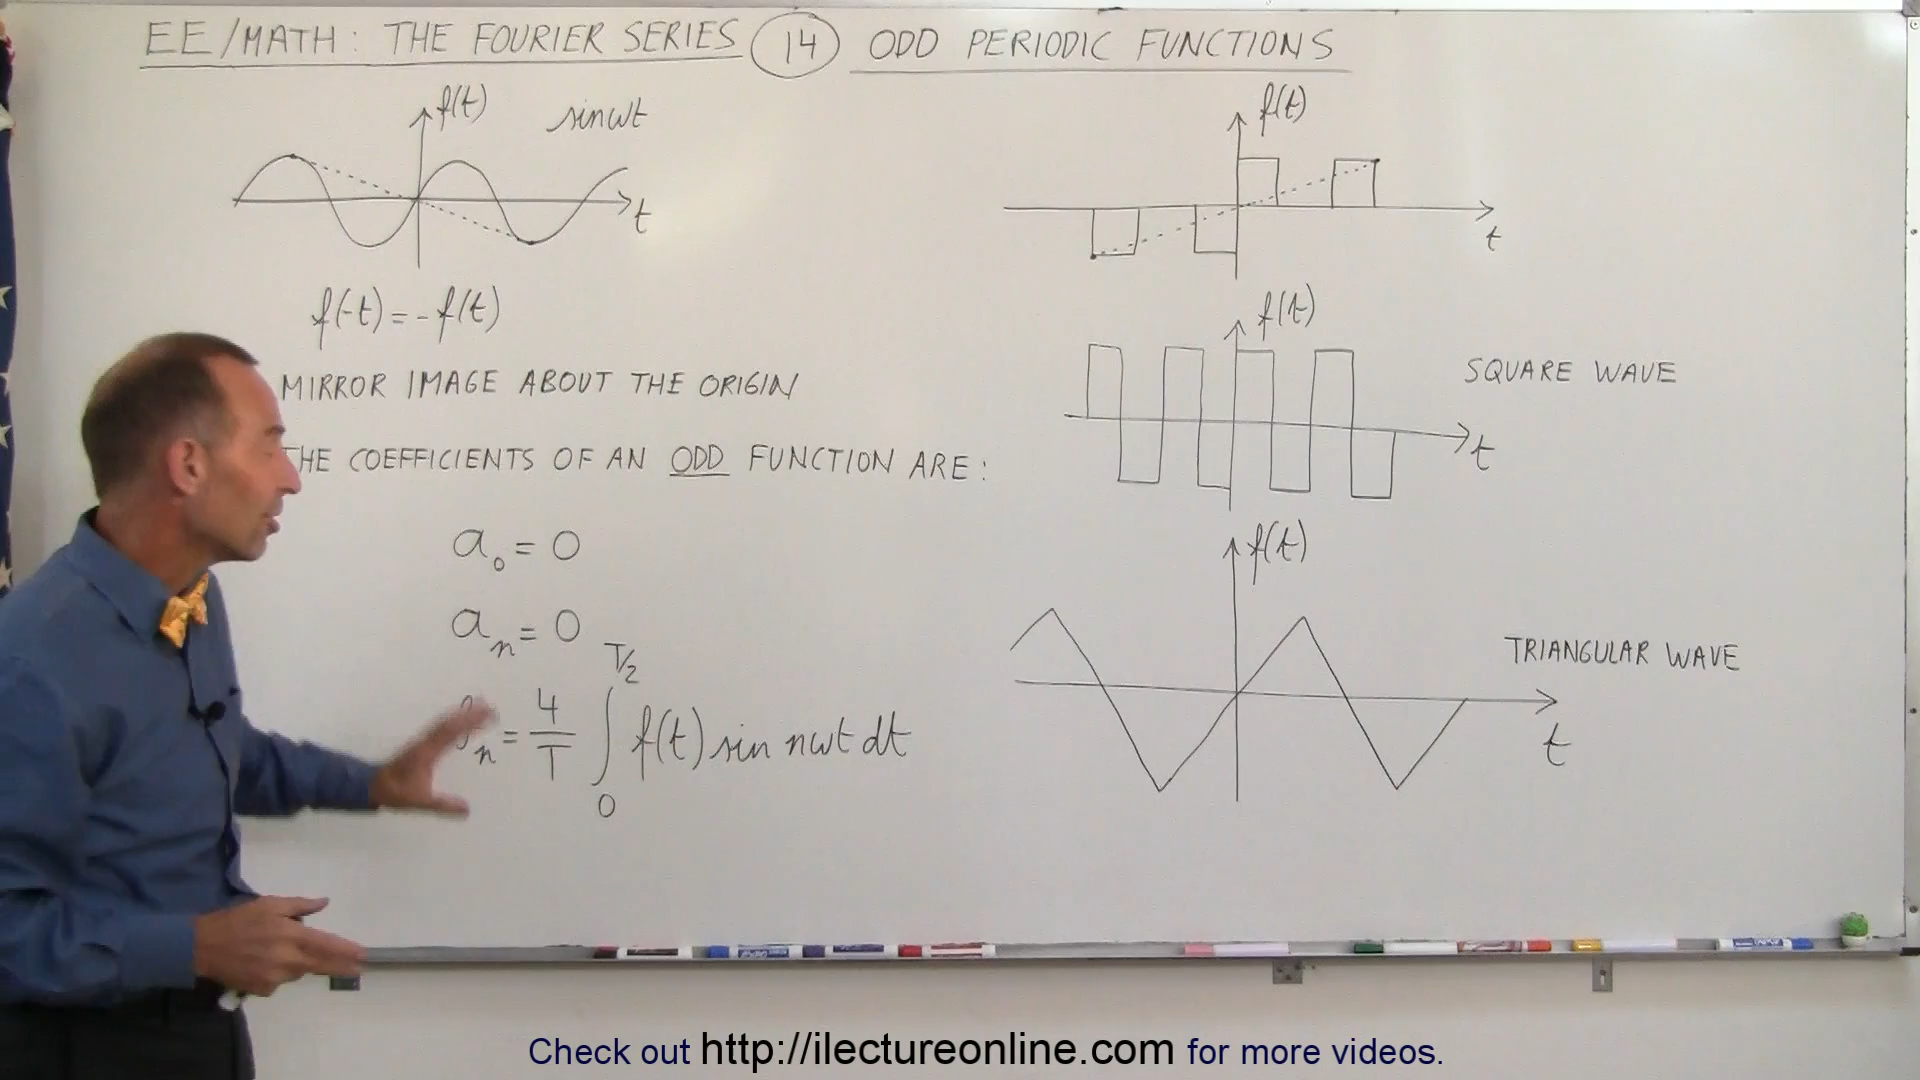 EE/MATH: THE FOURIER SERIES 14 ODD PERIODIC FUNCTIONS
f(t)
sinωt
t
f(-t) = -f(t)
MIRROR IMAGE ABOUT THE ORIGIN
THE COEFFICIENTS OF AN ODD FUNCTION ARE:
a₀ = 0
aₙ = 0
bₙ = 4/T ∫₀^(T/2) f(t) sin nωt dt
f(t)
t
f(t)
SQUARE WAVE
t
f(t)
TRIANGULAR WAVE
t
Check out http://ilectureonline.com for more videos.